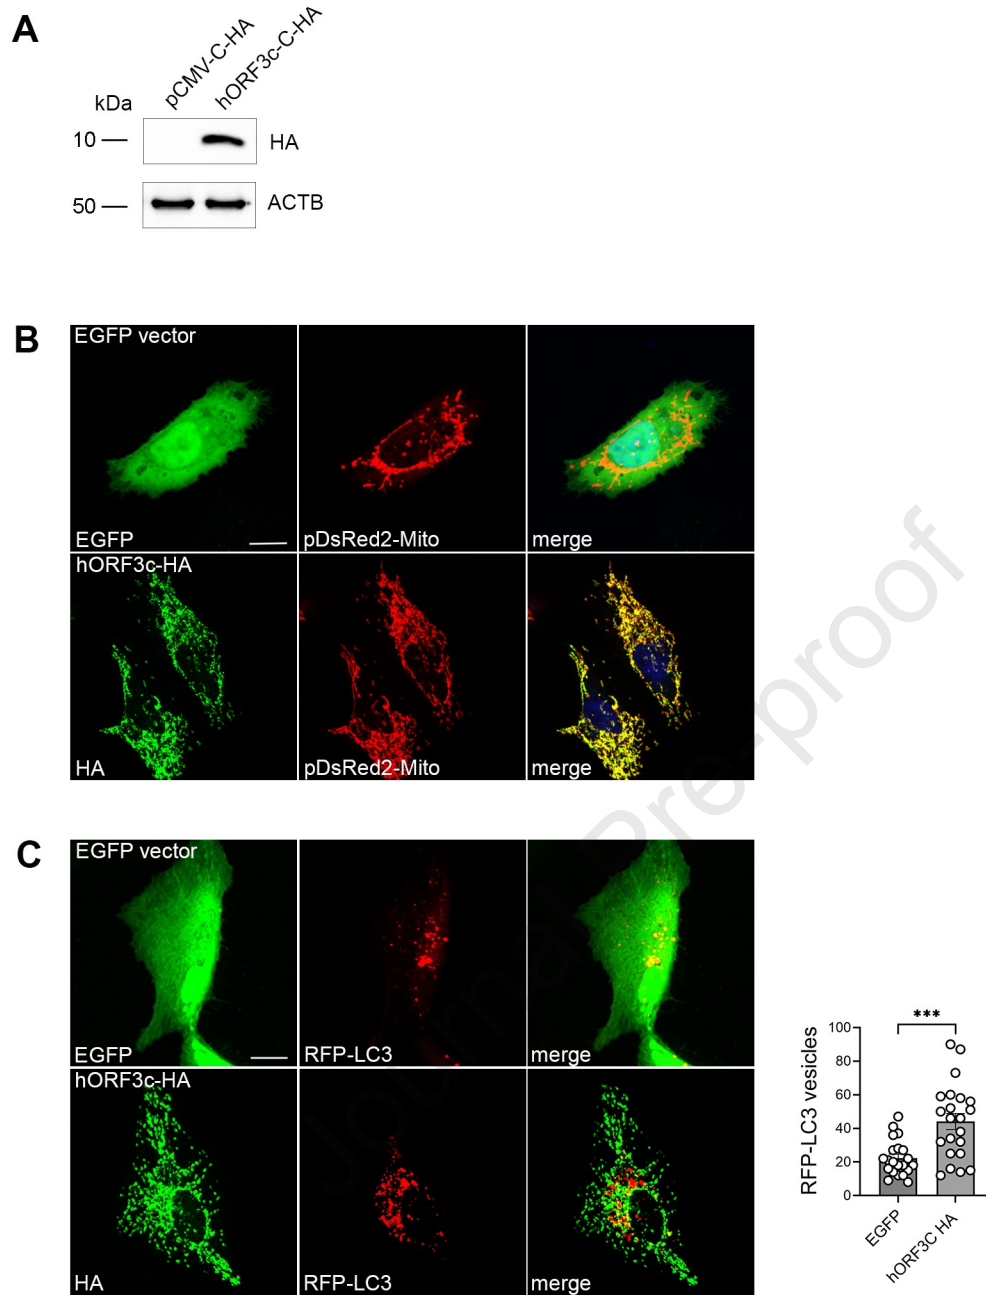 A
pCMV-C-HA
hORF3c-C-HA
kDa
10
HA
50
ACTB
B
EGFP vector
EGFP
pDsRed2-Mito
merge
hORF3c-HA
HA
pDsRed2-Mito
merge
C
EGFP vector
EGFP
RFP-LC3
merge
hORF3c-HA
HA
RFP-LC3
merge
***
RFP-LC3 vesicles
100
80
60
40
20
0
EGFP
hORF3C HA
Journal Pre-proof